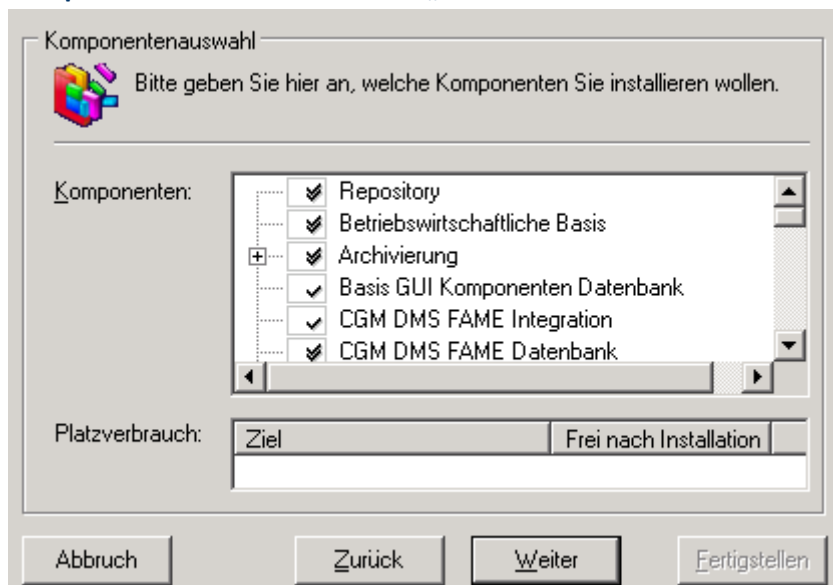 Komponentenauswahl
Bitte geben Sie hier an, welche Komponenten Sie installieren wollen.
Komponenten:
Repository
Betriebswirtschaftliche Basis
Archivierung
Basis GUI Komponenten Datenbank
CGM DMS FAME Integration
CGM DMS FAME Datenbank
Platzverbrauch:
Ziel Frei nach Installation
Abbruch Zurück Weiter Fertigstellen